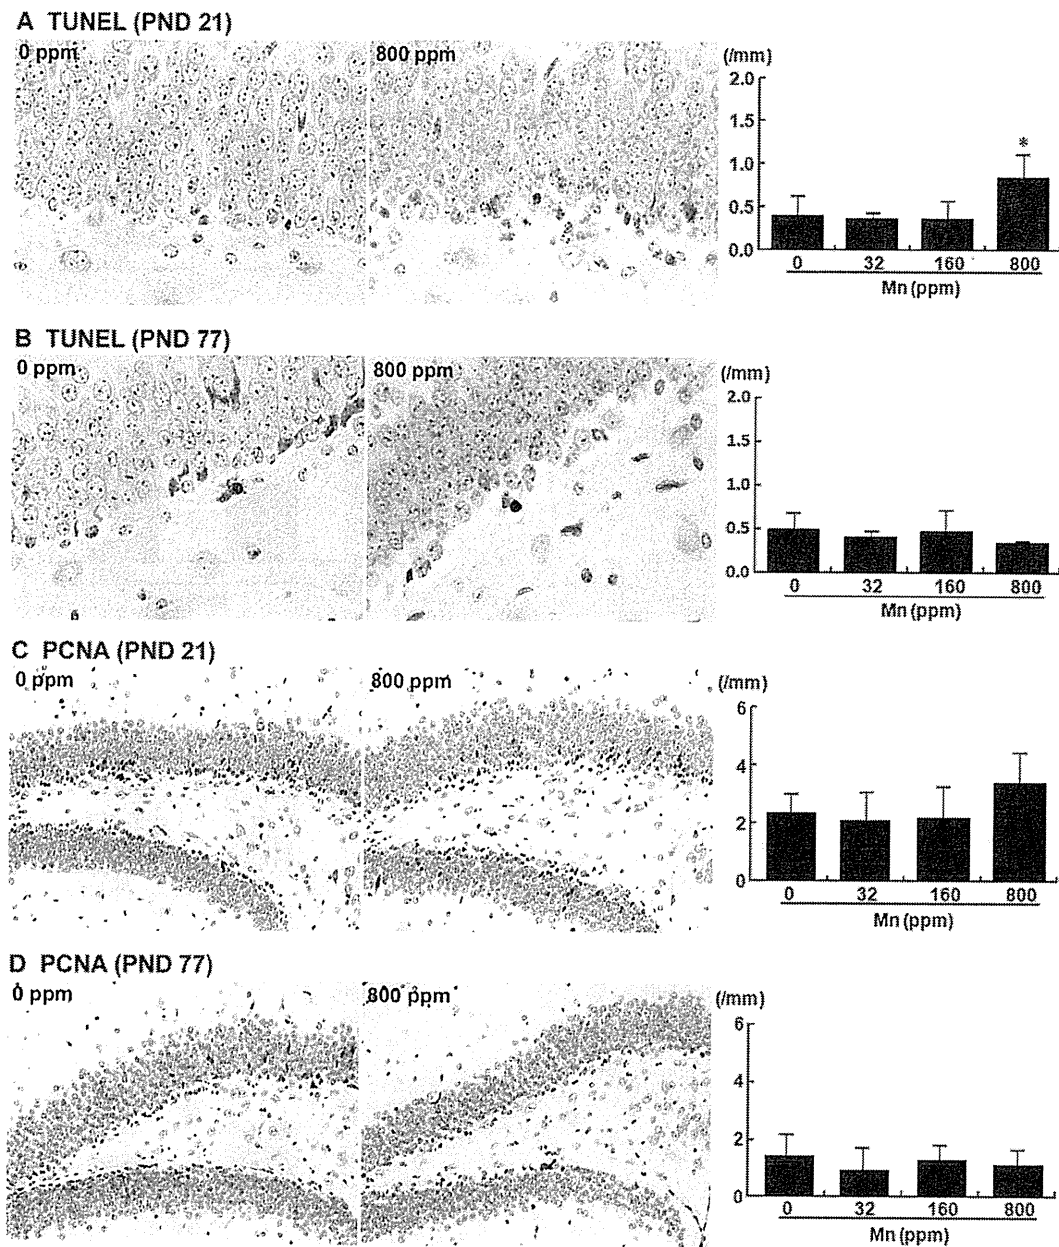 A TUNEL (PND 21)
0 ppm
800 ppm
(/mm)
2.0
1.5
1.0
0.5
0.0
*
0 32 160 800
Mn (ppm)
B TUNEL (PND 77)
0 ppm
800 ppm
(/mm)
2.0
1.5
1.0
0.5
0.0
0 32 160 800
Mn (ppm)
C PCNA (PND 21)
0 ppm
800 ppm
(/mm)
6
4
2
0
0 32 160 800
Mn (ppm)
D PCNA (PND 77)
0 ppm
800 ppm
(/mm)
6
4
2
0
0 32 160 800
Mn (ppm)